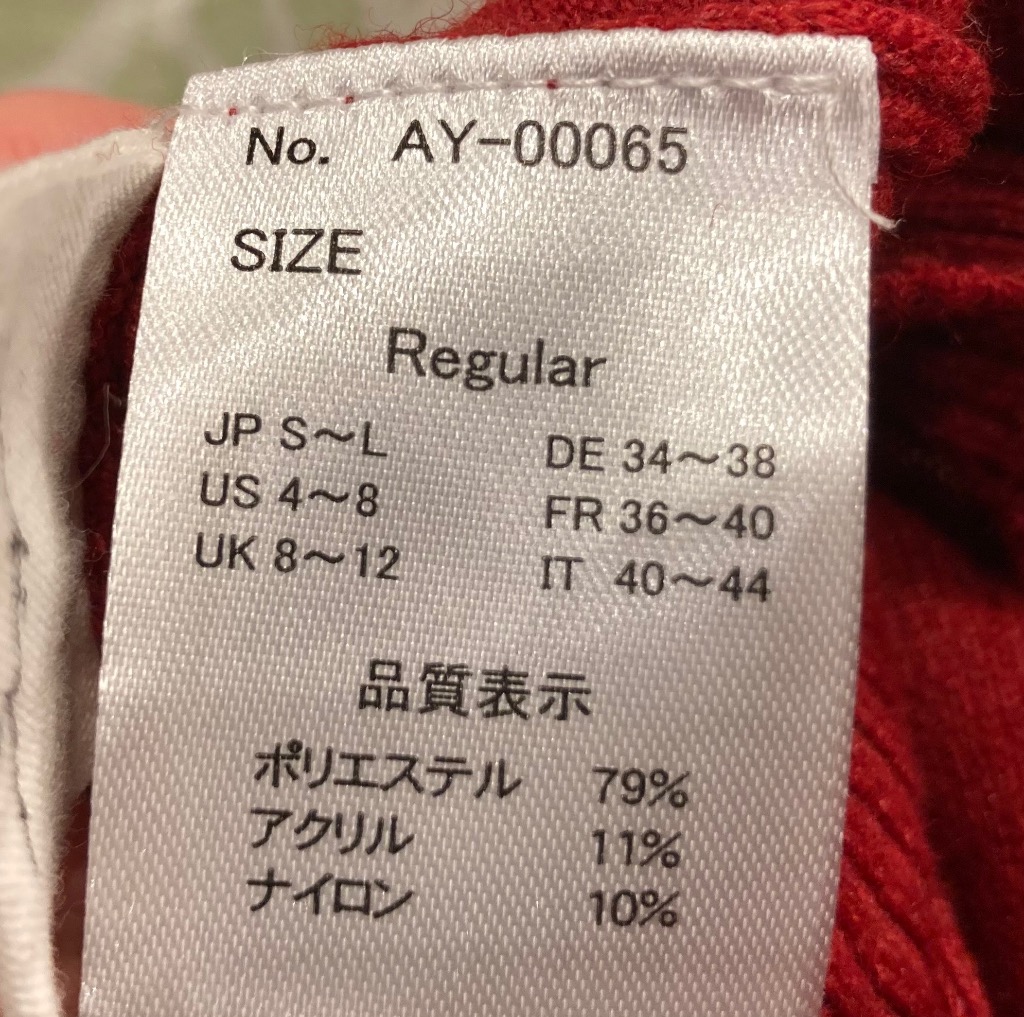 No. AY-00065
SIZE
Regular
JP S～L DE 34～38
US 4～8 FR 36～40
UK 8～12 IT 40～44
品質表示
ポリエステル 79%
アクリル 11%
ナイロン 10%